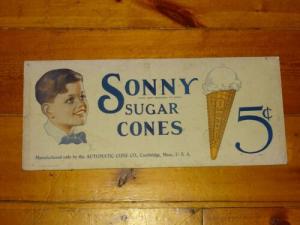 SONNY
SUGAR
CONES
5¢
Manufactured only by the AUTOMATIC CONE CO., Cambridge, Mass., U. S. A.